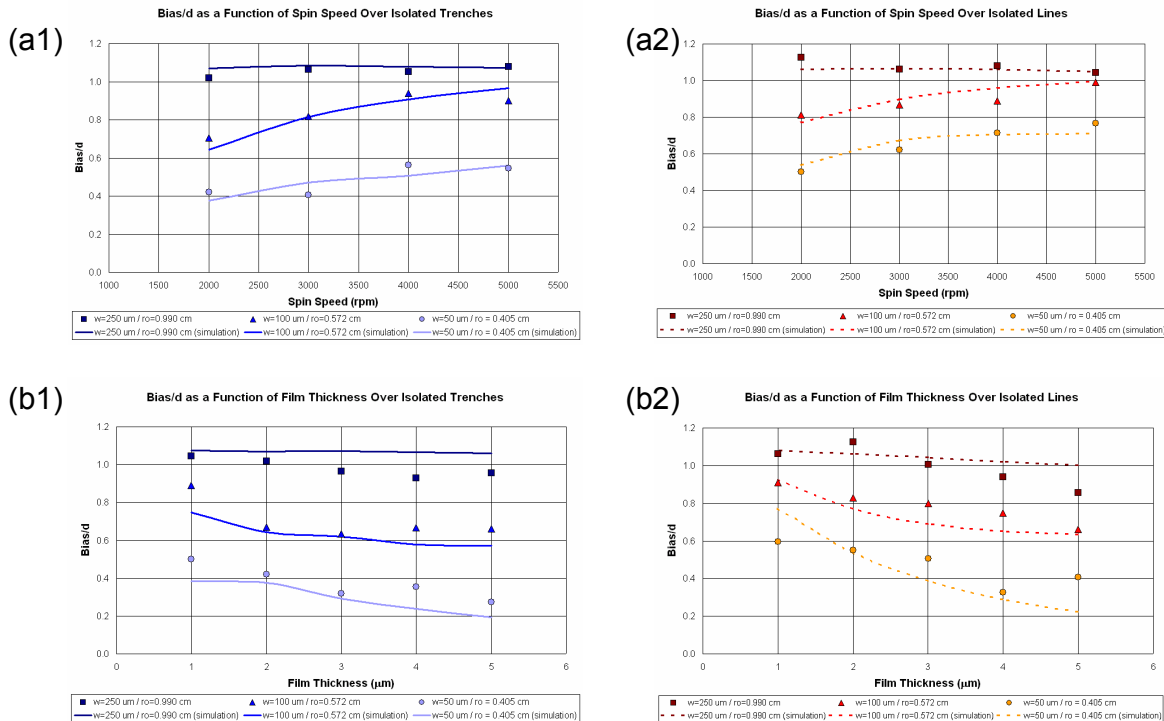 (a1)
Bias/d as a Function of Spin Speed Over Isolated Trenches
Bias/d
1.2
1.0
0.8
0.6
0.4
0.2
0.0
1000 1500 2000 2500 3000 3500 4000 4500 5000 5500
Spin Speed (rpm)
w=250 um / ro=0.990 cm w=100 um / ro=0.572 cm w=50 um / ro = 0.405 cm
w=250 um / ro=0.990 cm (simulation) w=100 um / ro=0.572 cm (simulation) w=50 um / ro = 0.405 cm (simulation)
(a2)
Bias/d as a Function of Spin Speed Over Isolated Lines
Bias/d
1.2
1.0
0.8
0.6
0.4
0.2
0.0
1000 1500 2000 2500 3000 3500 4000 4500 5000 5500
Spin Speed (rpm)
w=250 um / ro=0.990 cm w=100 um / ro=0.572 cm w=50 um / ro = 0.405 cm
w=250 um / ro=0.990 cm (simulation) w=100 um / ro=0.572 cm (simulation) w=50 um / ro = 0.405 cm (simulation)
(b1)
Bias/d as a Function of Film Thickness Over Isolated Trenches
Bias/d
1.2
1.0
0.8
0.6
0.4
0.2
0.0
0 1 2 3 4 5 6
Film Thickness (μm)
w=250 um / ro=0.990 cm w=100 um / ro=0.572 cm w=50 um / ro = 0.405 cm
w=250 um / ro=0.990 cm (simulation) w=100 um / ro=0.572 cm (simulation) w=50 um / ro = 0.405 cm (simulation)
(b2)
Bias/d as a Function of Film Thickness Over Isolated Lines
Bias/d
1.2
1.0
0.8
0.6
0.4
0.2
0.0
0 1 2 3 4 5 6
Film Thickness (μm)
w=250 um / ro=0.990 cm w=100 um / ro=0.572 cm w=50 um / ro = 0.405 cm
w=250 um / ro=0.990 cm (simulation) w=100 um / ro=0.572 cm (simulation) w=50 um / ro = 0.405 cm (simulation)